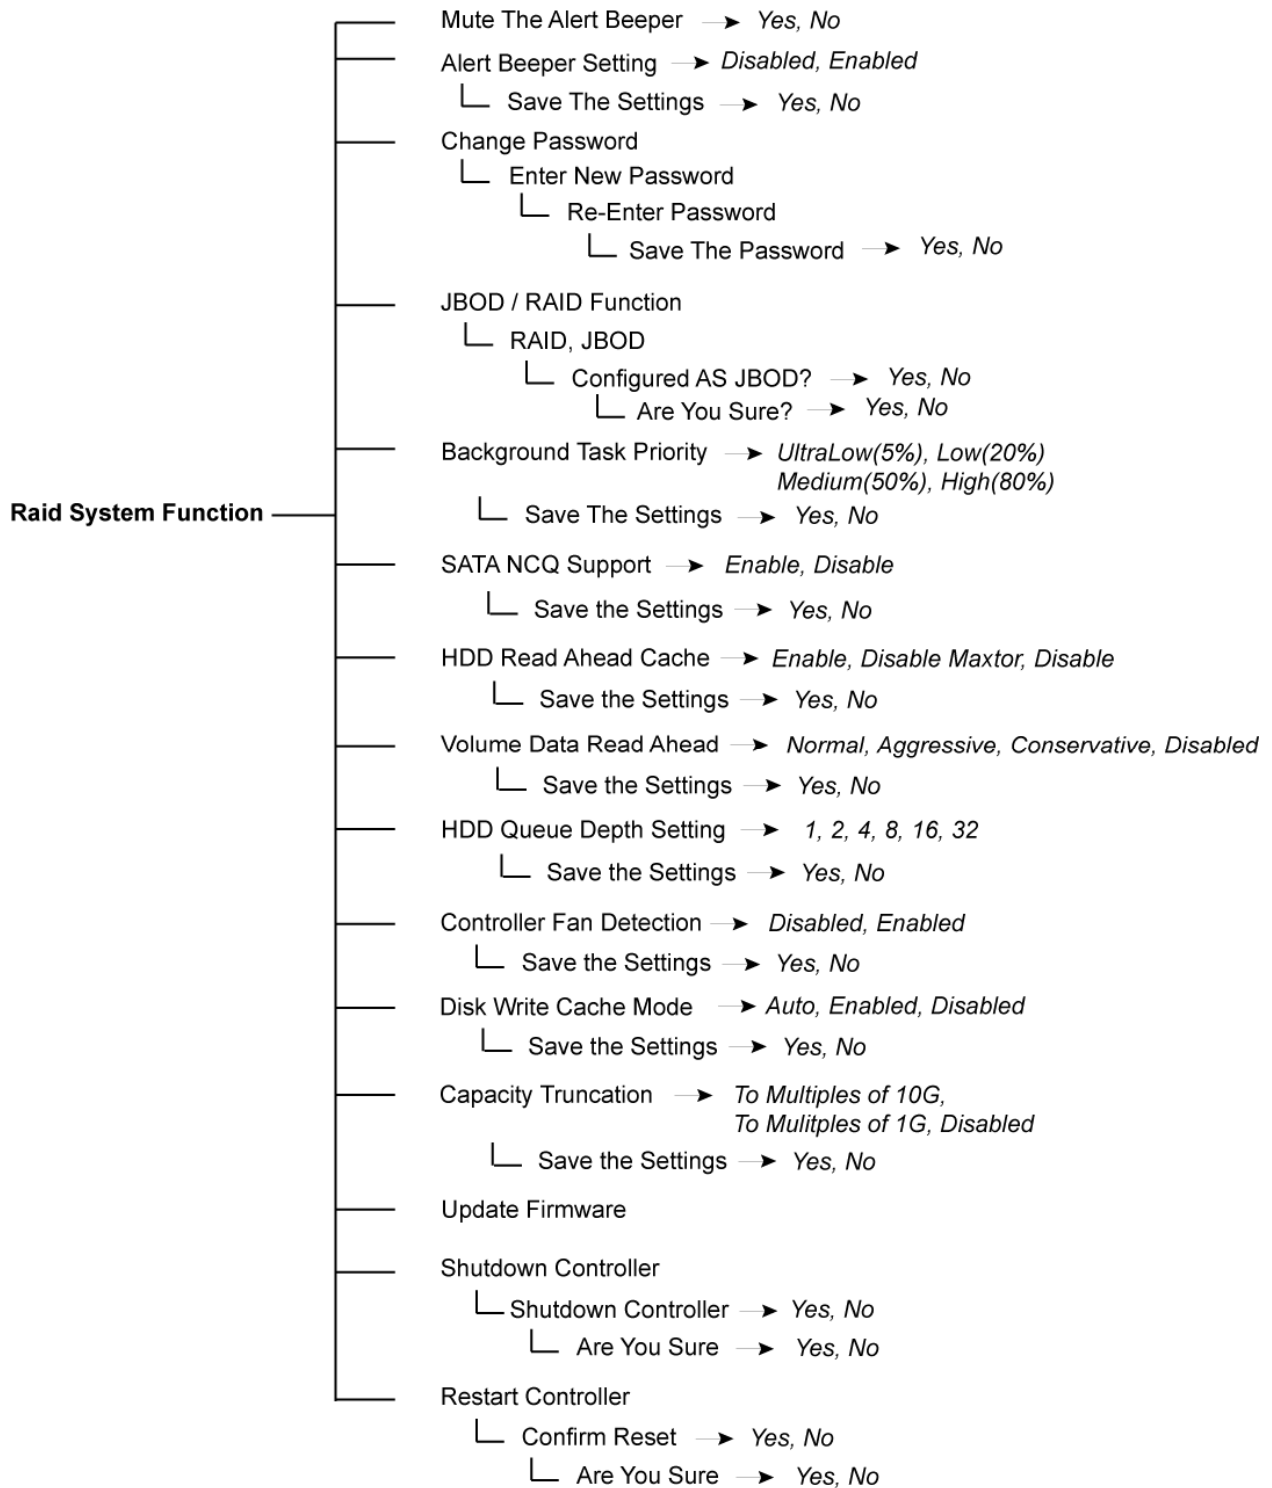 Mute The Alert Beeper Yes, No
Alert Beeper Setting Disabled, Enabled
Save The Settings Yes, No
Change Password
Enter New Password
Re-Enter Password
Save The Password Yes, No
JBOD / RAID Function
RAID, JBOD
Configured AS JBOD? Yes, No
Are You Sure? Yes, No
Background Task Priority UltraLow(5%), Low(20%)
Medium(50%), High(80%)
Raid System Function
Save The Settings Yes, No
SATA NCQ Support Enable, Disable
Save the Settings Yes, No
HDD Read Ahead Cache Enable, Disable Maxtor, Disable
Save the Settings Yes, No
Volume Data Read Ahead Normal, Aggressive, Conservative, Disabled
Save the Settings Yes, No
HDD Queue Depth Setting 1, 2, 4, 8, 16, 32
Save the Settings Yes, No
Controller Fan Detection Disabled, Enabled
Save the Settings Yes, No
Disk Write Cache Mode Auto, Enabled, Disabled
Save the Settings Yes, No
Capacity Truncation To Multiples of 10G,
To Mulitples of 1G, Disabled
Save the Settings Yes, No
Update Firmware
Shutdown Controller
Shutdown Controller Yes, No
Are You Sure Yes, No
Restart Controller
Confirm Reset Yes, No
Are You Sure Yes, No